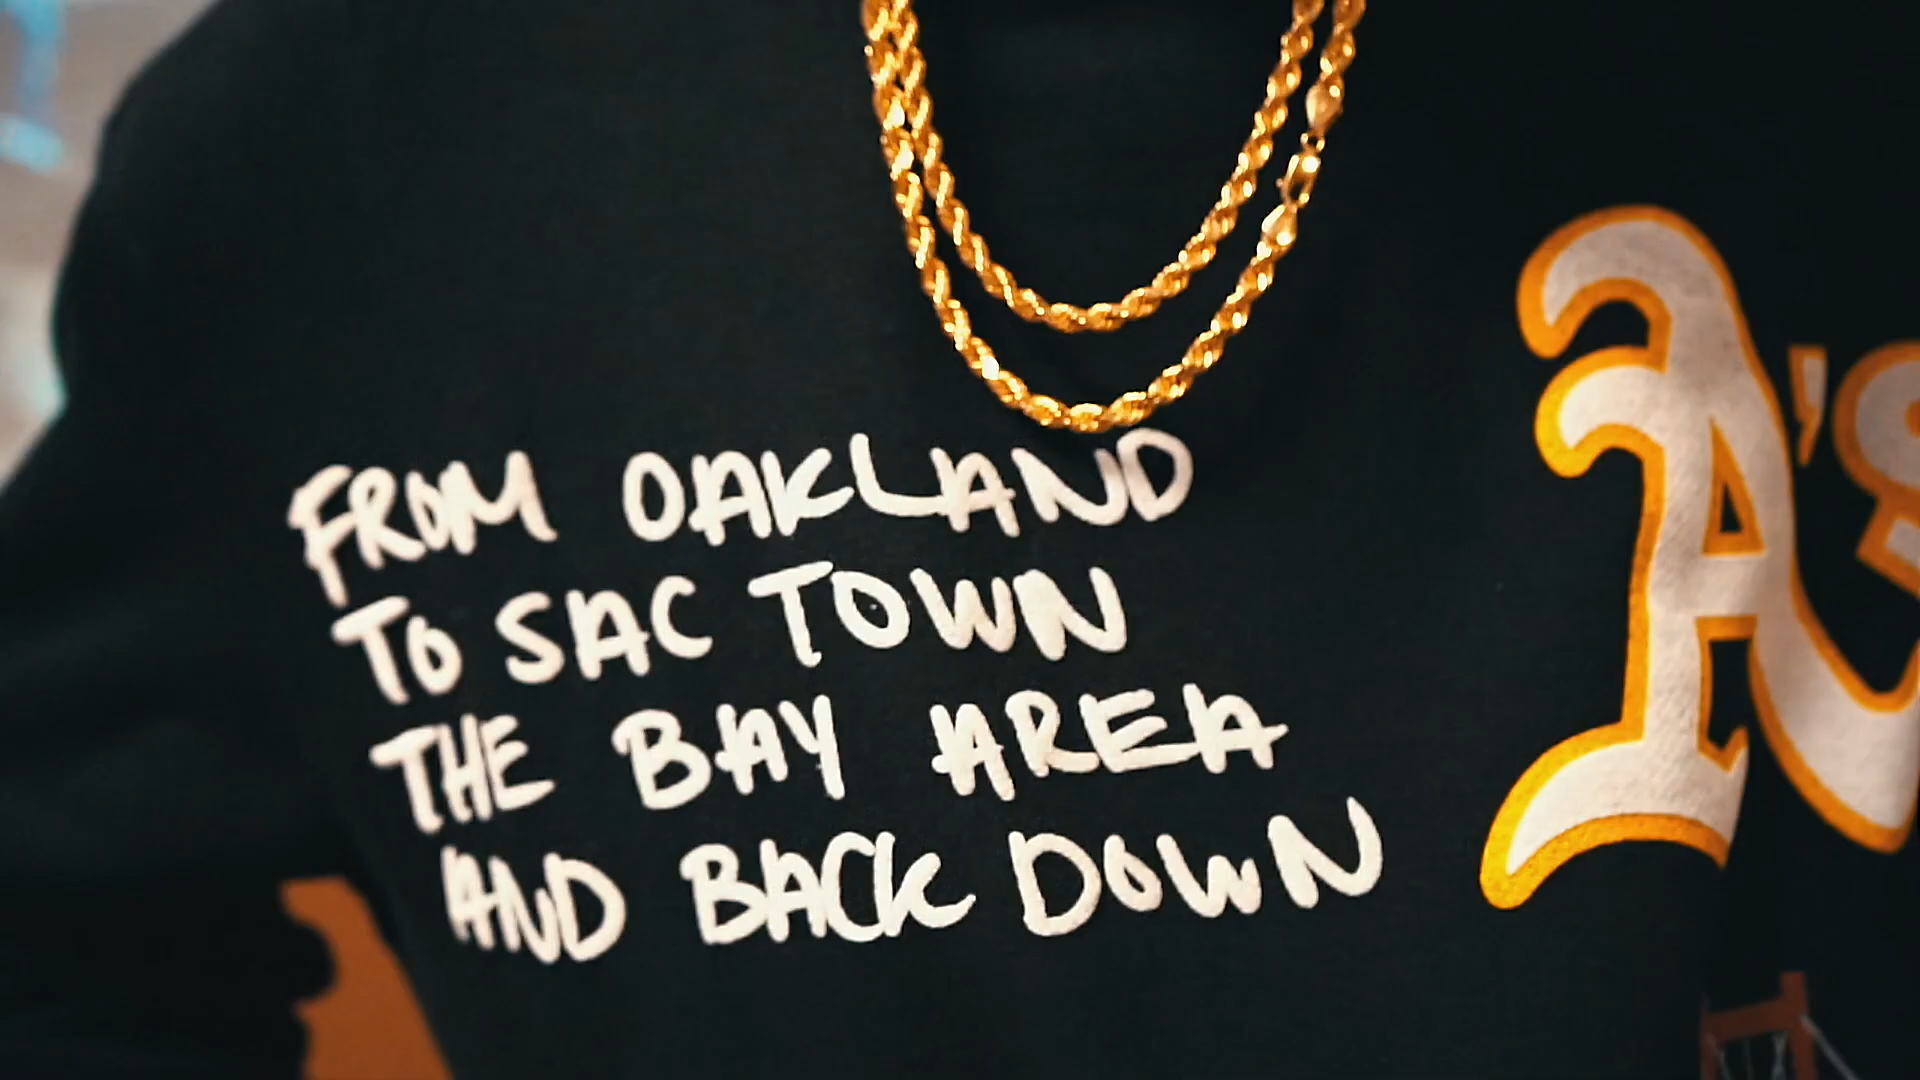 FROM OAKLAND
TO SAC TOWN
THE BAY AREA
AND BACK DOWN
A's